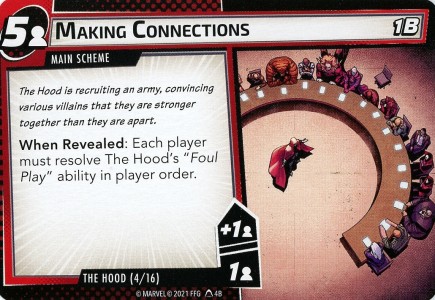 5
MAKING CONNECTIONS
1B
MAIN SCHEME
The Hood is recruiting an army, convincing
various villains that they are stronger
together than they are apart.
When Revealed: Each player
must resolve The Hood's "Foul
Play" ability in player order.
+1
1
THE HOOD (4/16)
© MARVEL © 2021 FFG 4B